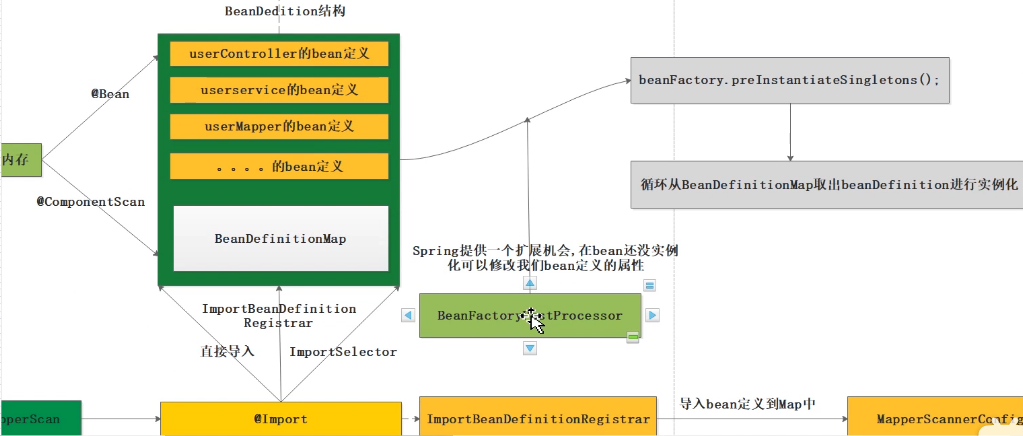 BeanDedition结构
userController的bean定义
userservice的bean定义
userMapper的bean定义
。。。。的bean定义
BeanDefinitionMap
@Bean
内存
@ComponentScan
beanFactory.preInstantiateSingletons();
循环从BeanDefinitionMap取出beanDefinition进行实例化
Spring提供一个扩展机会,在bean还没实例
化可以修改我们bean定义的属性
BeanFactory stProcessor
ImportBeanDefinition
Registrar
直接导入
ImportSelector
pperScan
@Import
ImportBeanDefinitionRegistrar
导入bean定义到Map中
MapperScannerConfig